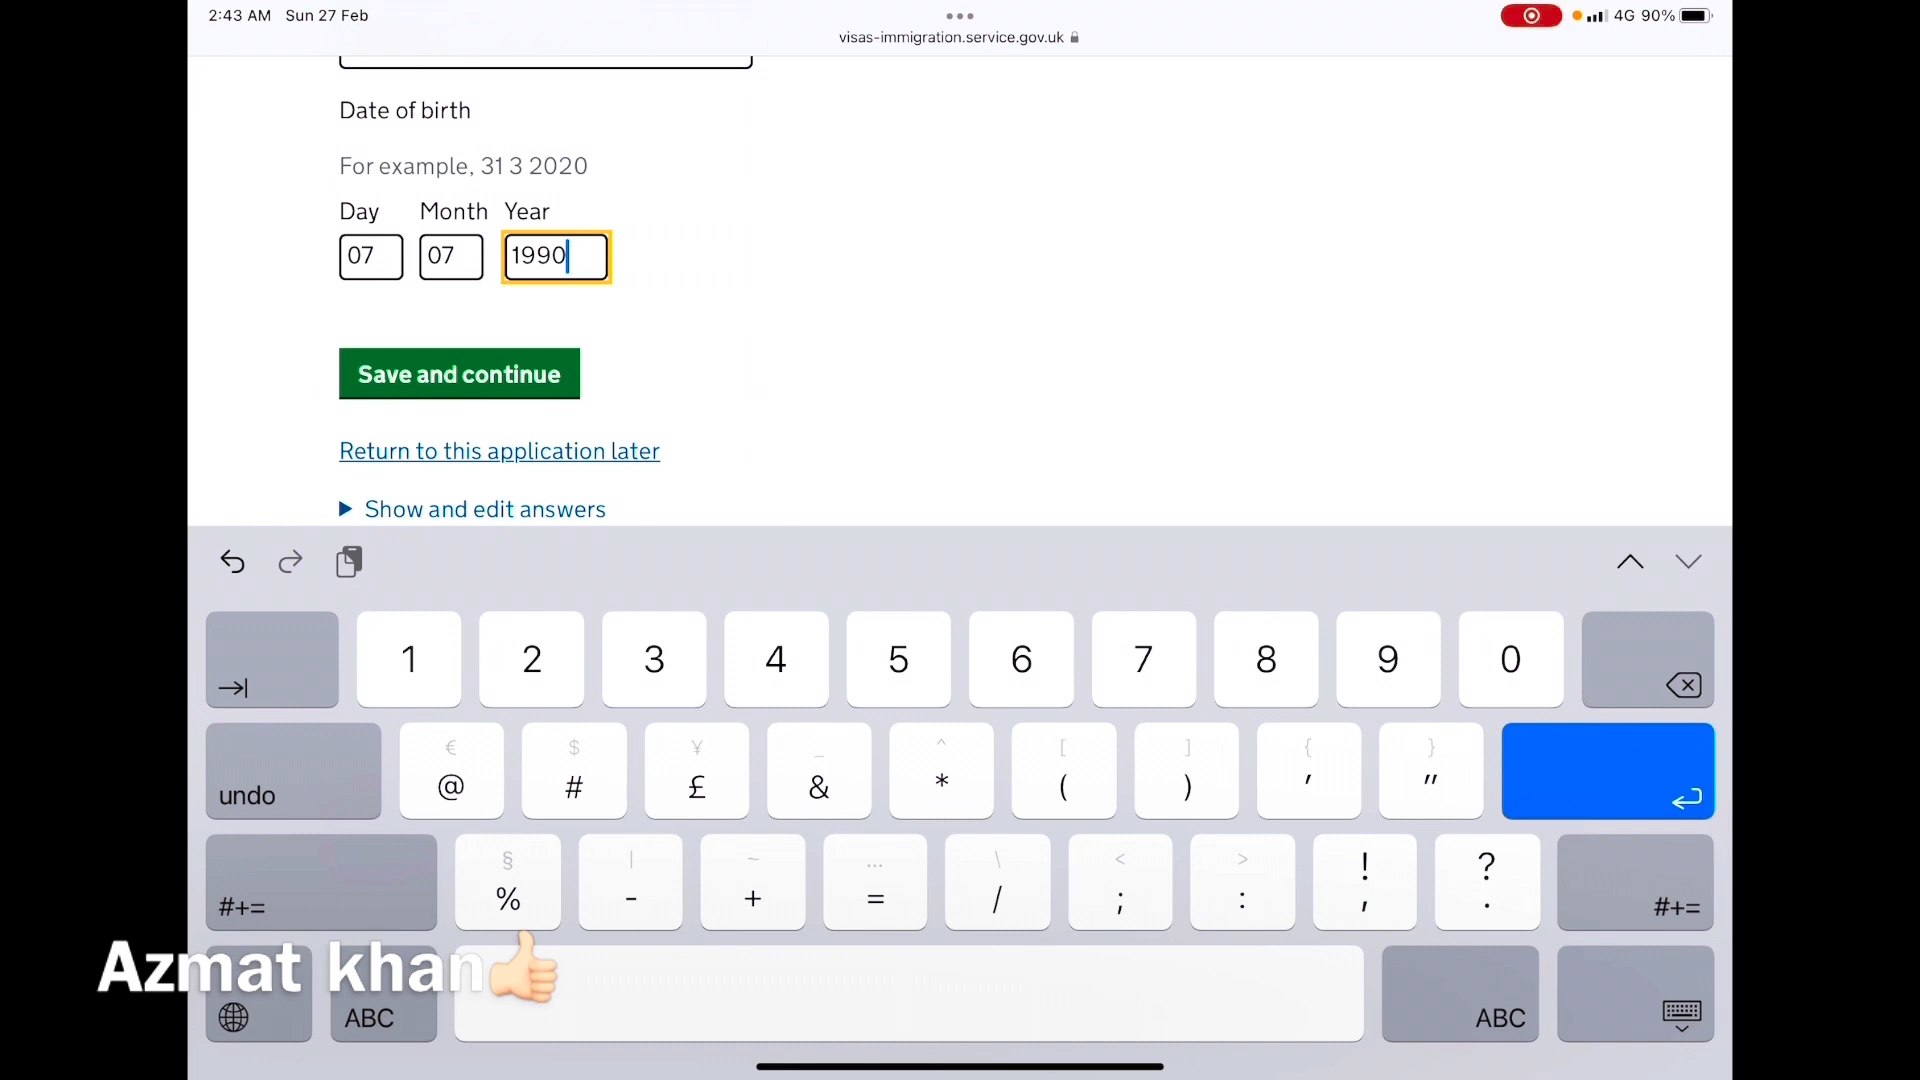 2:43 AM Sun 27 Feb
4G 90%
visas-immigration.service.gov.uk
Date of birth
For example, 31 3 2020
Day Month Year
07 07 1990
Save and continue
Return to this application later
Show and edit answers
1 2 3 4 5 6 7 8 9 0
€ $ ¥ _ ^ [ ] { }
undo @ # £ & * ( ) ' "
§ | ~ … \ < > ! ?
#+= % - + = / ; : , . #+=
Azmat khan👍🏻
ABC ABC